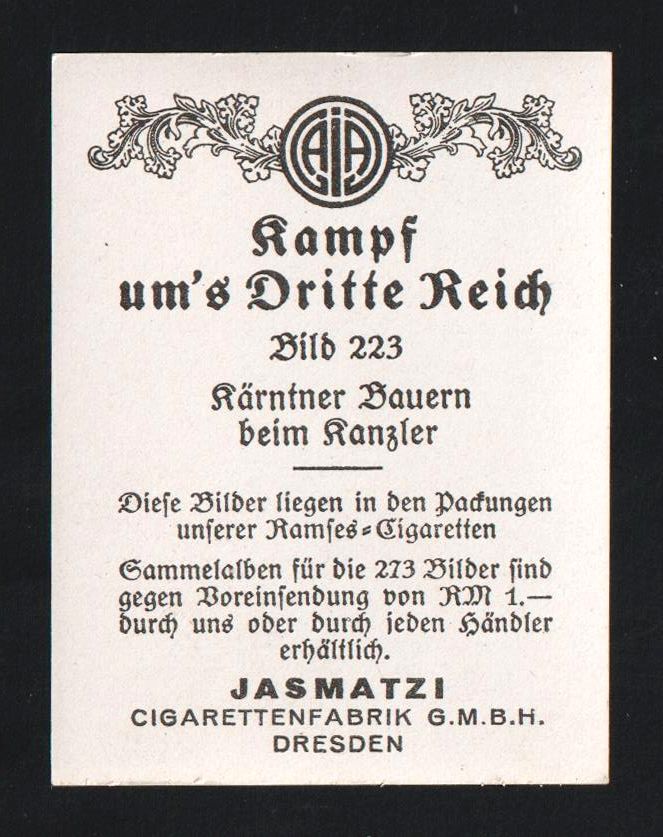 Kampf
um's Dritte Reich
Bild 223
Kärntner Bauern
beim Kanzler
Diese Bilder liegen in den Packungen
unserer Ramses-Cigaretten
Sammelalben für die 273 Bilder sind
gegen Voreinsendung von RM 1.—
durch uns oder durch jeden Händler
erhältlich.
JASMATZI
CIGARETTENFABRIK G.M.B.H.
DRESDEN